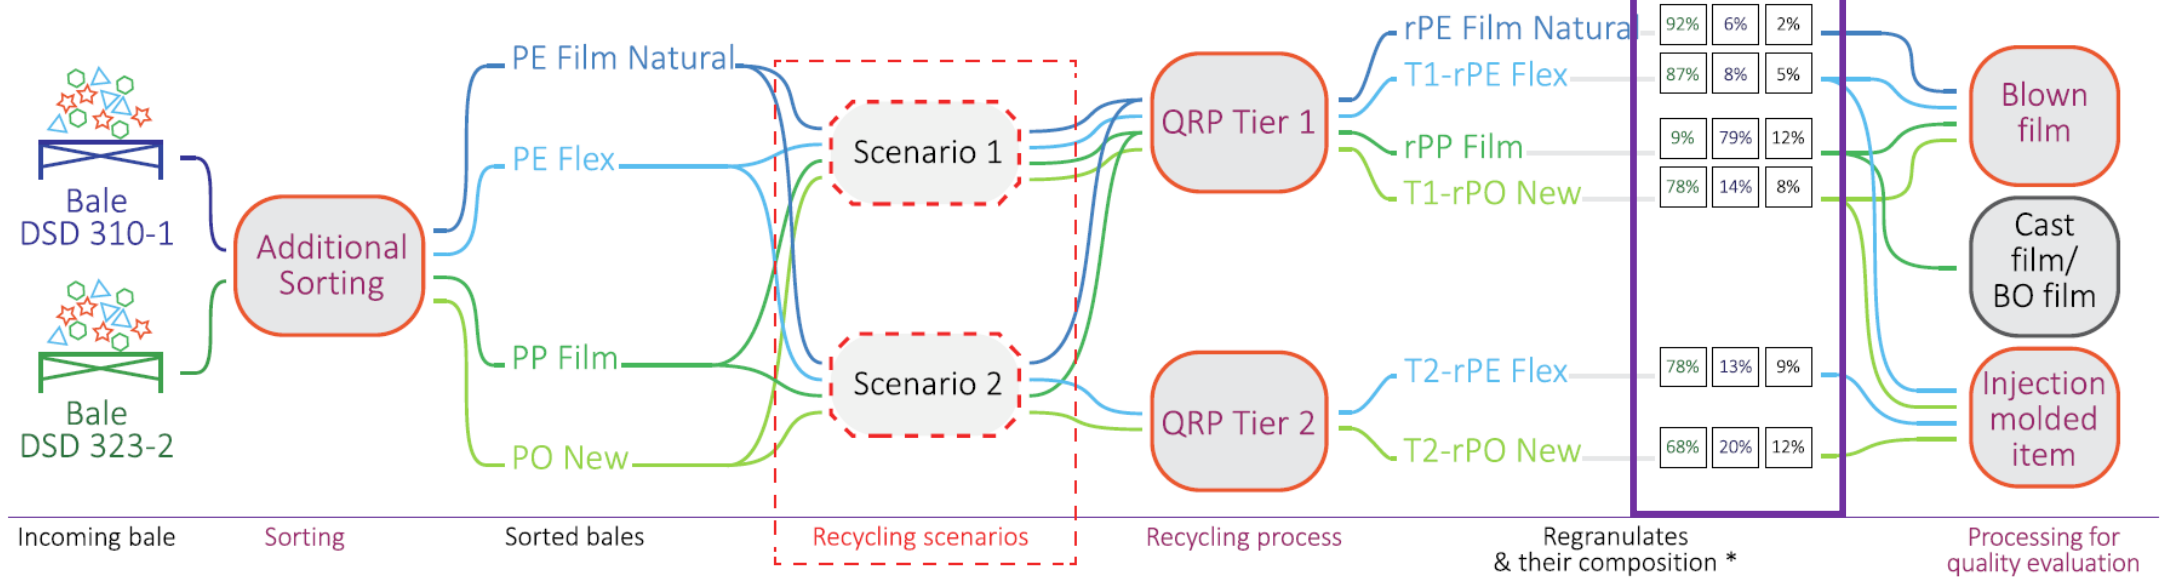 Bale
DSD 310-1
Bale
DSD 323-2
Additional
Sorting
PE Film Natural
PE Flex
PP Film
PO New
Scenario 1
Scenario 2
QRP Tier 1
QRP Tier 2
rPE Film Natural
92% 6% 2%
T1-rPE Flex
87% 8% 5%
rPP Film
9% 79% 12%
T1-rPO New
78% 14% 8%
T2-rPE Flex
78% 13% 9%
T2-rPO New
68% 20% 12%
Blown
film
Cast
film/
BO film
Injection
molded
item
Incoming bale
Sorting
Sorted bales
Recycling scenarios
Recycling process
Regranulates
& their composition *
Processing for
quality evaluation